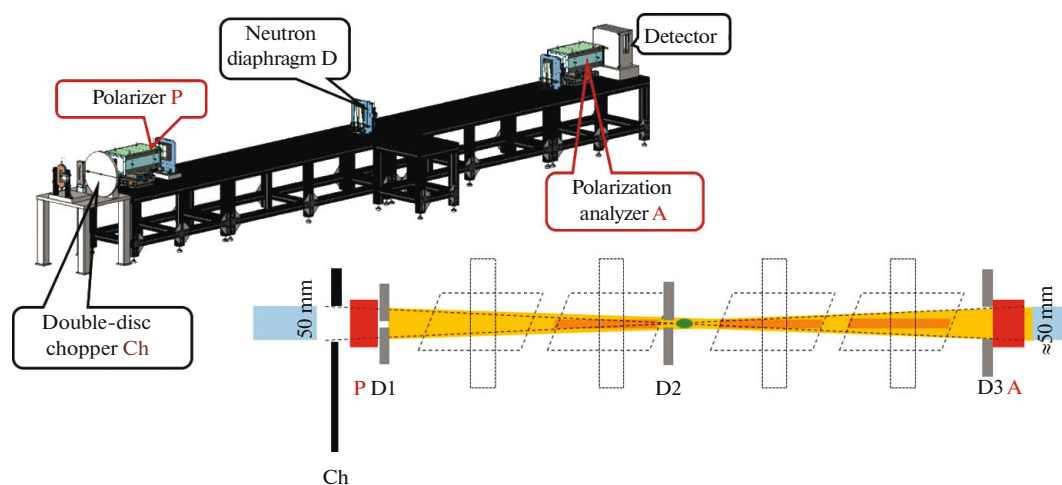 Neutron
diaphragm D
Detector
Polarizer P
Polarization
analyzer A
Double-disc
chopper Ch
50 mm
≈50 mm
P D1
D2
D3 A
Ch